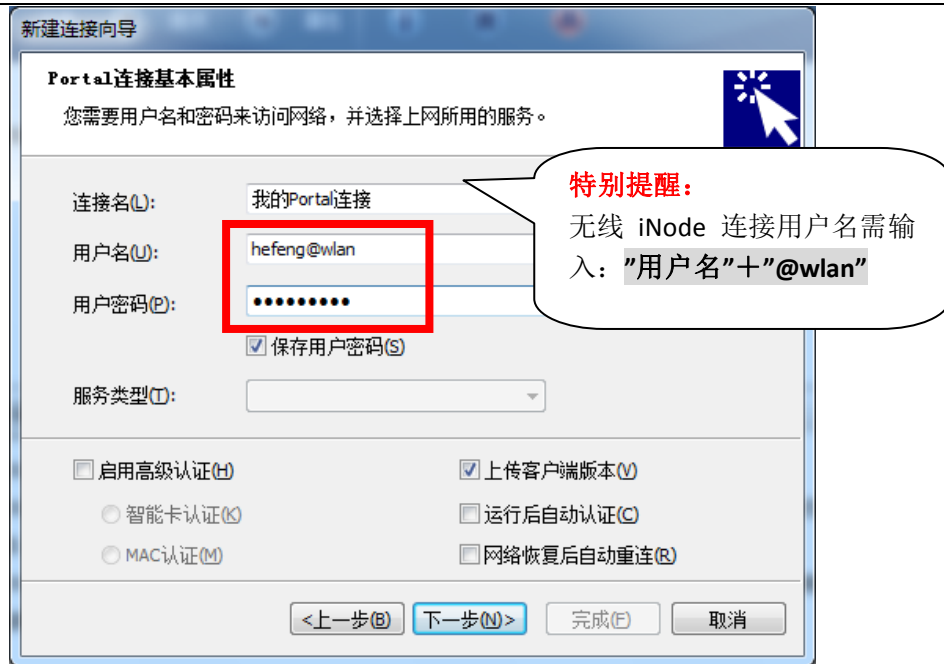 新建连接向导
Portal连接基本属性
您需要用户名和密码来访问网络，并选择上网所用的服务。
特别提醒：
无线 iNode 连接用户名需输
入：”用户名”＋”@wlan”
连接名(L): 我的Portal连接
用户名(U): hefeng@wlan
用户密码(P): ●●●●●●●●●
保存用户密码(S)
服务类型(T):
启用高级认证(H) 上传客户端版本(V)
智能卡认证(K) 运行后自动认证(C)
MAC认证(M) 网络恢复后自动重连(R)
<上一步(B) 下一步(N)> 完成(F) 取消